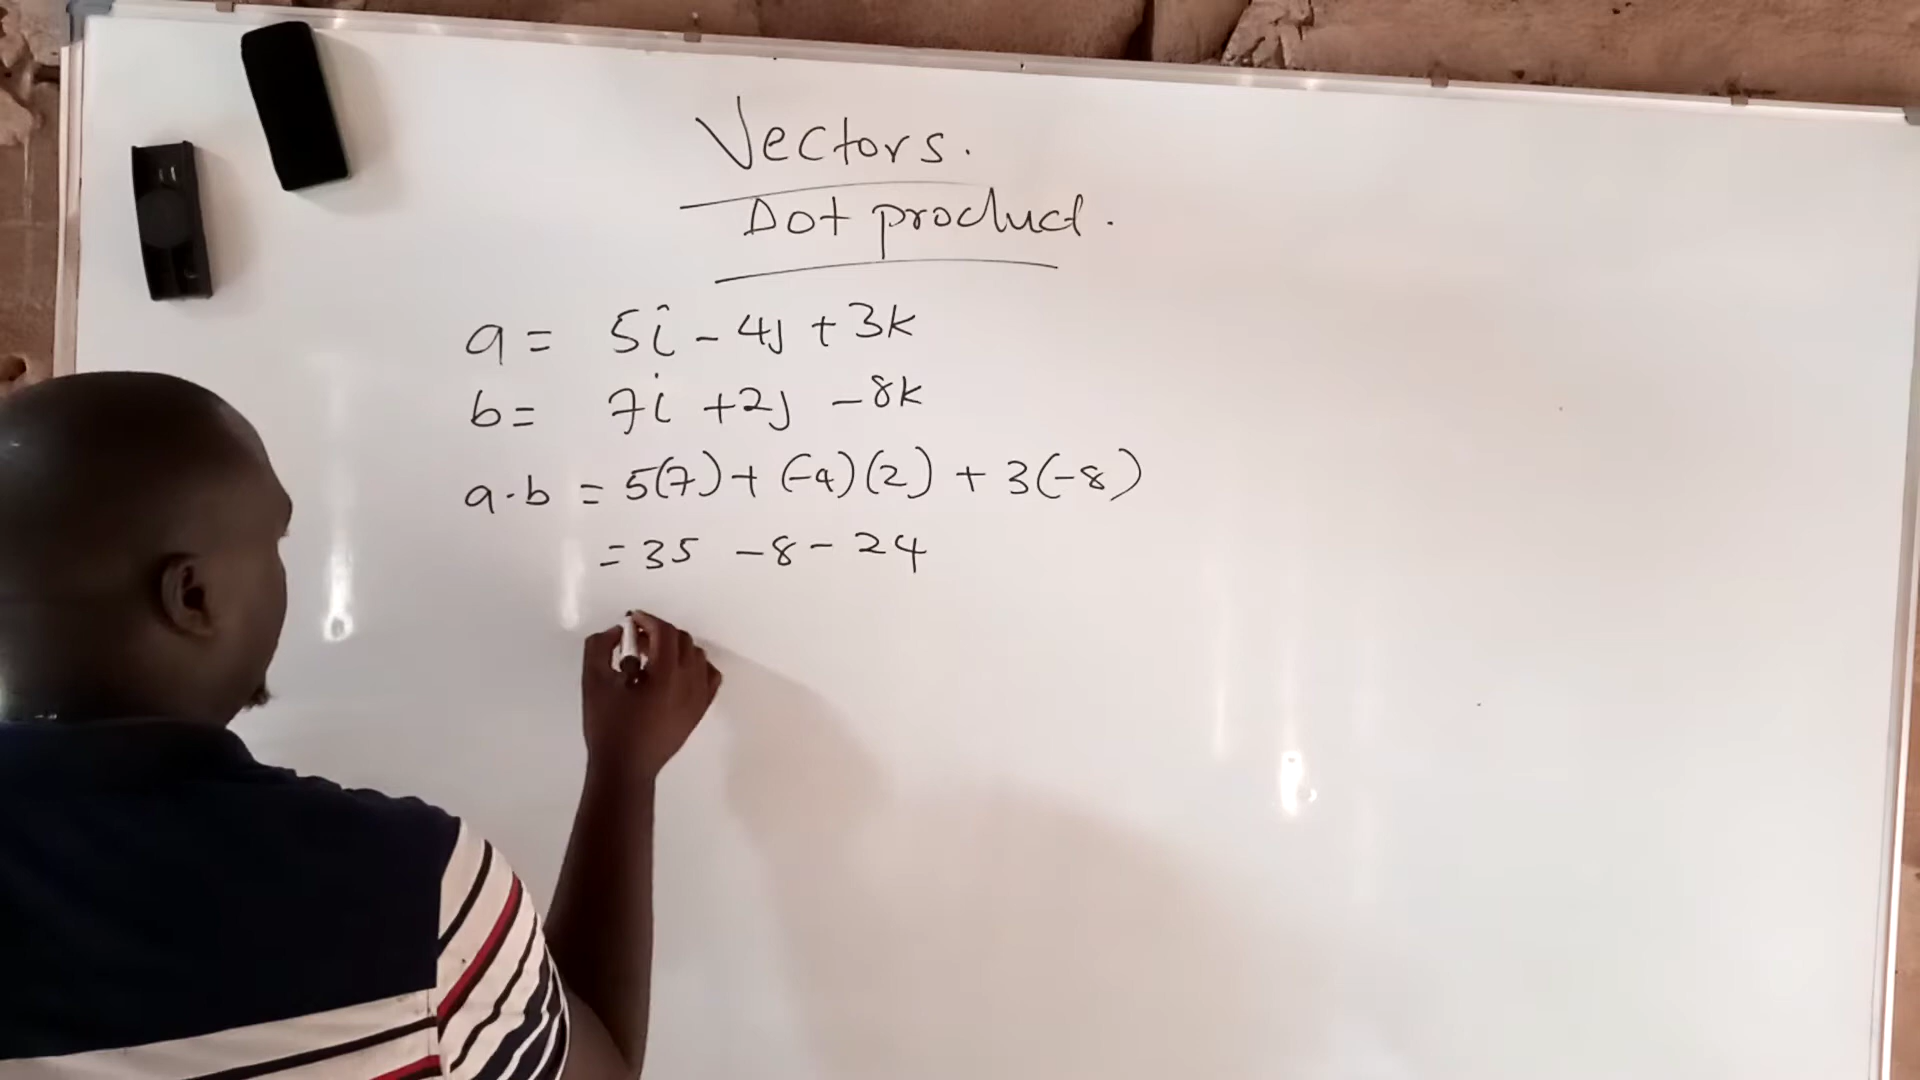 Vectors.
Dot product.
a = 5i - 4j + 3k
b = 7i + 2j - 8k
a·b = 5(7) + (-4)(2) + 3(-8)
= 35 - 8 - 24